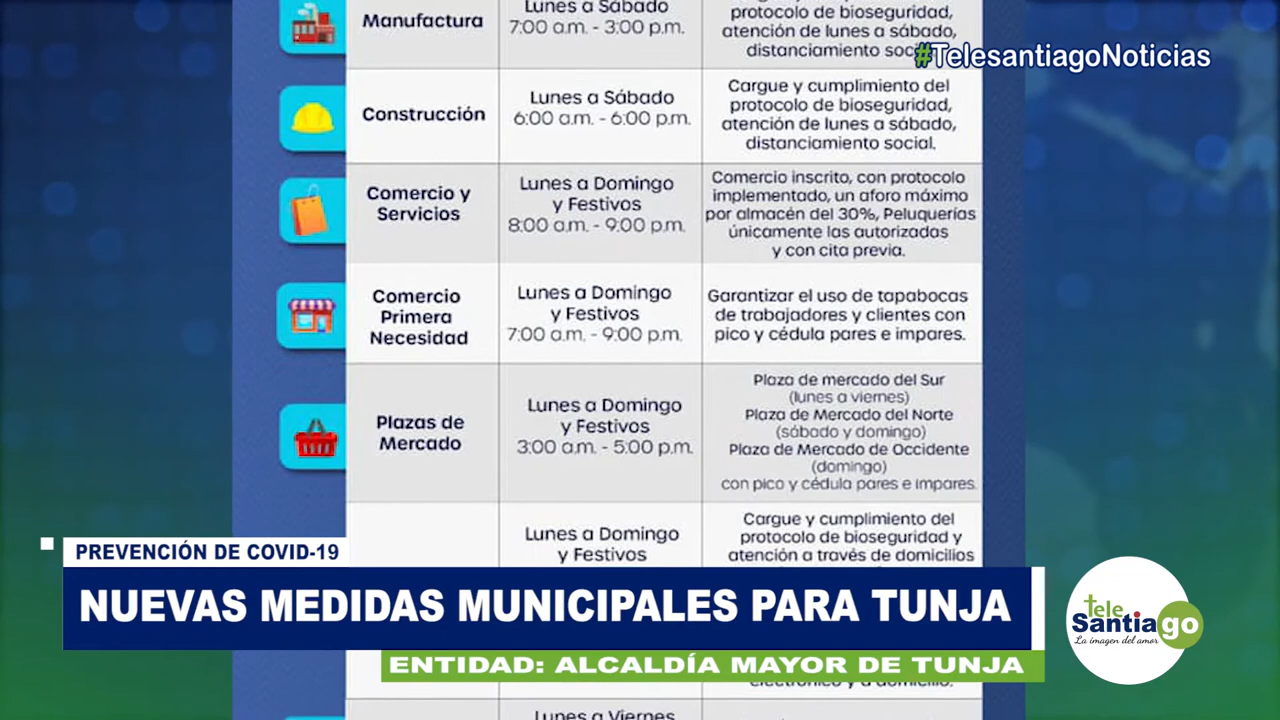 Manufactura
Lunes a Sábado
7:00 a.m. - 3:00 p.m.
protocolo de bioseguridad,
atención de lunes a sábado,
distanciamiento social.
#TelesantiagoNoticias
Construcción
Lunes a Sábado
6:00 a.m. - 6:00 p.m.
Cargue y cumplimiento del
protocolo de bioseguridad,
atención de lunes a sábado,
distanciamiento social.
Comercio y
Servicios
Lunes a Domingo
y Festivos
8:00 a.m. - 9:00 p.m.
Comercio inscrito, con protocolo
implementado, un aforo máximo
por almacén del 30%, Peluquerías
únicamente las autorizadas
y con cita previa.
Comercio
Primera
Necesidad
Lunes a Domingo
y Festivos
7:00 a.m. - 9:00 p.m.
Garantizar el uso de tapabocas
de trabajadores y clientes con
pico y cédula pares e impares.
Plazas de
Mercado
Lunes a Domingo
y Festivos
3:00 a.m. - 5:00 p.m.
Plaza de mercado del Sur
(lunes a viernes)
Plaza de Mercado del Norte
(sábado y domingo)
Plaza de Mercado de Occidente
(domingo)
con pico y cédula pares e impares.
Lunes a Domingo
y Festivos
Cargue y cumplimiento del
protocolo de bioseguridad y
atención a través de domicilios
PREVENCIÓN DE COVID-19
NUEVAS MEDIDAS MUNICIPALES PARA TUNJA
ENTIDAD: ALCALDÍA MAYOR DE TUNJA
tele
Santiago
La imagen del amor
Lunes a Viernes